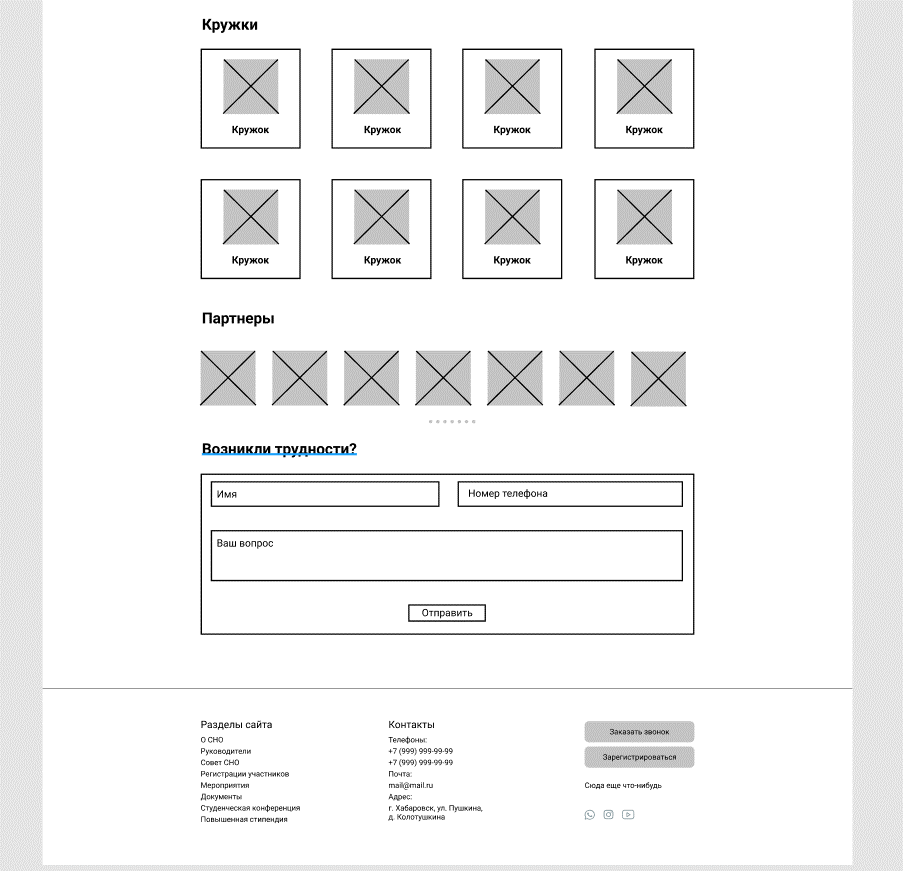 Кружки
Кружок Кружок Кружок Кружок
Кружок Кружок Кружок Кружок
Партнеры
Возникли трудности?
Имя
Номер телефона
Ваш вопрос
Отправить
Разделы сайта
О СНО
Руководители
Совет СНО
Регистрации участников
Мероприятия
Документы
Студенческая конференция
Повышенная стипендия
Контакты
Телефоны:
+7 (999) 999-99-99
+7 (999) 999-99-99
Почта:
mail@mail.ru
Адрес:
г. Хабаровск, ул. Пушкина,
д. Колотушкина
Заказать звонок
Зарегистрироваться
Сюда еще что-нибудь